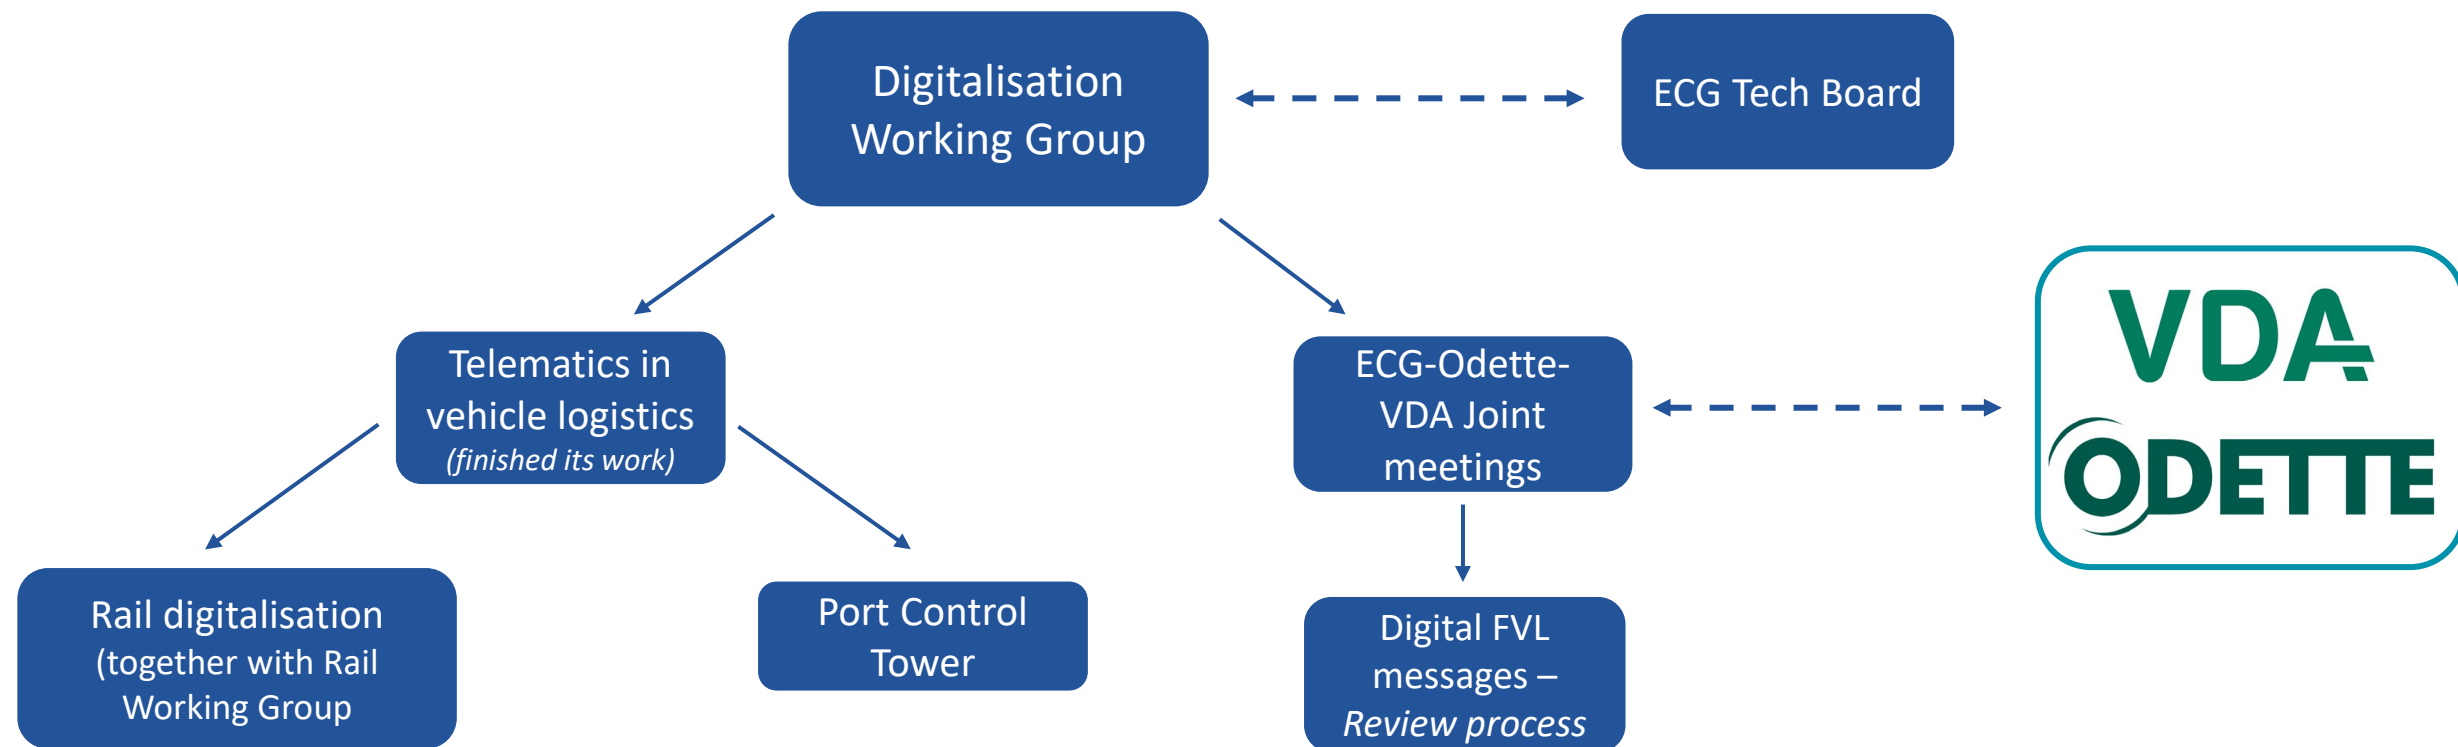 Digitalisation
Working Group
ECG Tech Board
Telematics in
vehicle logistics
(finished its work)
ECG-Odette-
VDA Joint
meetings
VDA
ODETTE
Rail digitalisation
(together with Rail
Working Group
Port Control
Tower
Digital FVL
messages –
Review process